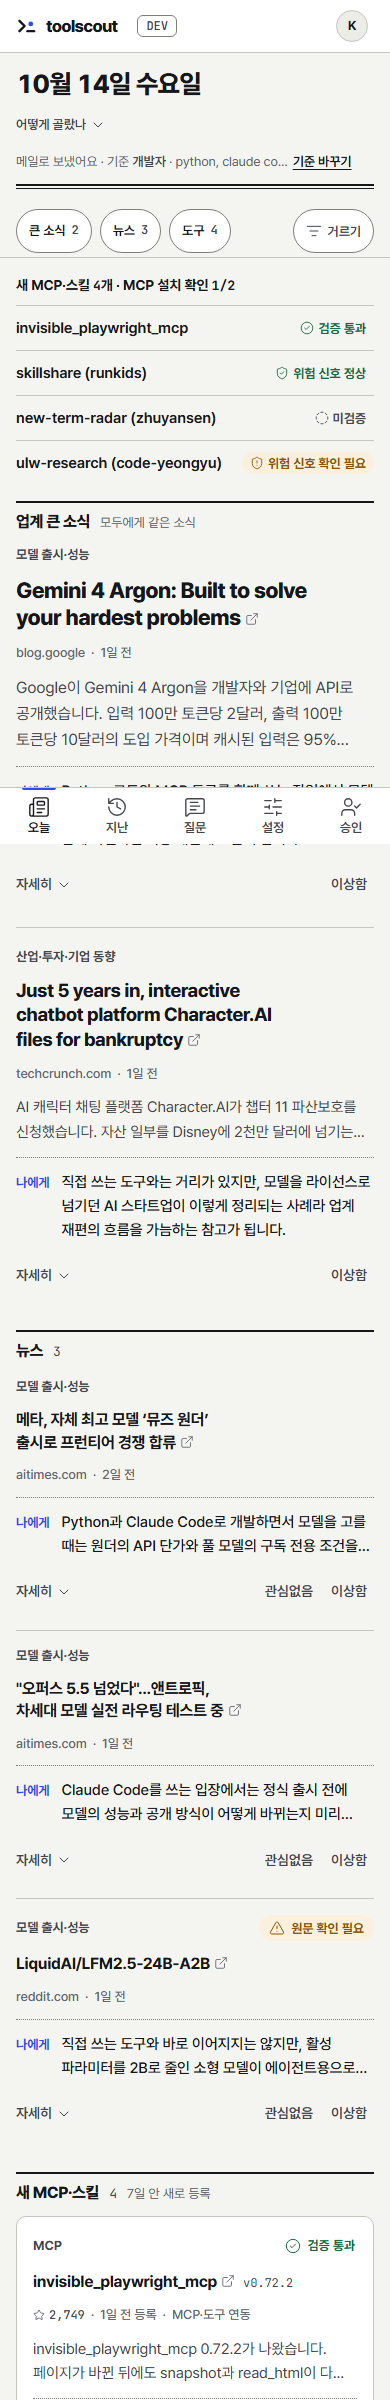 toolscout DEV K
10월 14일 수요일
어떻게 골랐나
메일로 보냈어요 · 기준 개발자 · python, claude co... 기준 바꾸기
큰 소식 2 뉴스 3 도구 4 거르기
새 MCP·스킬 4개 · MCP 설치 확인 1/2
invisible_playwright_mcp 검증 통과
skillshare (runkids) 위험 신호 정상
new-term-radar (zhuyansen) 미검증
ulw-research (code-yeongyu) 위험 신호 확인 필요
업계 큰 소식 모두에게 같은 소식
모델 출시·성능
Gemini 4 Argon: Built to solve
your hardest problems
blog.google · 1일 전
Google이 Gemini 4 Argon을 개발자와 기업에 API로
공개했습니다. 입력 100만 토큰당 2달러, 출력 100만
토큰당 10달러의 도입 가격이며 캐시된 입력은 95%...
오늘 지난 질문 설정 승인
자세히 이상함
산업·투자·기업 동향
Just 5 years in, interactive
chatbot platform Character.AI
files for bankruptcy
techcrunch.com · 1일 전
AI 캐릭터 채팅 플랫폼 Character.AI가 챕터 11 파산보호를
신청했습니다. 자산 일부를 Disney에 2천만 달러에 넘기는...
나에게 직접 쓰는 도구와는 거리가 있지만, 모델을 라이선스로
넘기던 AI 스타트업이 이렇게 정리되는 사례라 업계
재편의 흐름을 가늠하는 참고가 됩니다.
자세히 이상함
뉴스 3
모델 출시·성능
메타, 자체 최고 모델 ‘뮤즈 원더’
출시로 프런티어 경쟁 합류
aitimes.com · 2일 전
나에게 Python과 Claude Code로 개발하면서 모델을 고를
때는 원더의 API 단가와 풀 모델의 구독 전용 조건을...
자세히 관심없음 이상함
모델 출시·성능
"오퍼스 5.5 넘었다"...앤트로픽,
차세대 모델 실전 라우팅 테스트 중
aitimes.com · 1일 전
나에게 Claude Code를 쓰는 입장에서는 정식 출시 전에
모델의 성능과 공개 방식이 어떻게 바뀌는지 미리...
자세히 관심없음 이상함
모델 출시·성능 원문 확인 필요
LiquidAI/LFM2.5-24B-A2B
reddit.com · 1일 전
나에게 직접 쓰는 도구와 바로 이어지지는 않지만, 활성
파라미터를 2B로 줄인 소형 모델이 에이전트용으로...
자세히 관심없음 이상함
새 MCP·스킬 4 7일 안 새로 등록
MCP 검증 통과
invisible_playwright_mcp v0.72.2
2,749 · 1일 전 등록 · MCP·도구 연동
invisible_playwright_mcp 0.72.2가 나왔습니다.
페이지가 바뀐 뒤에도 snapshot과 read_html이 다...